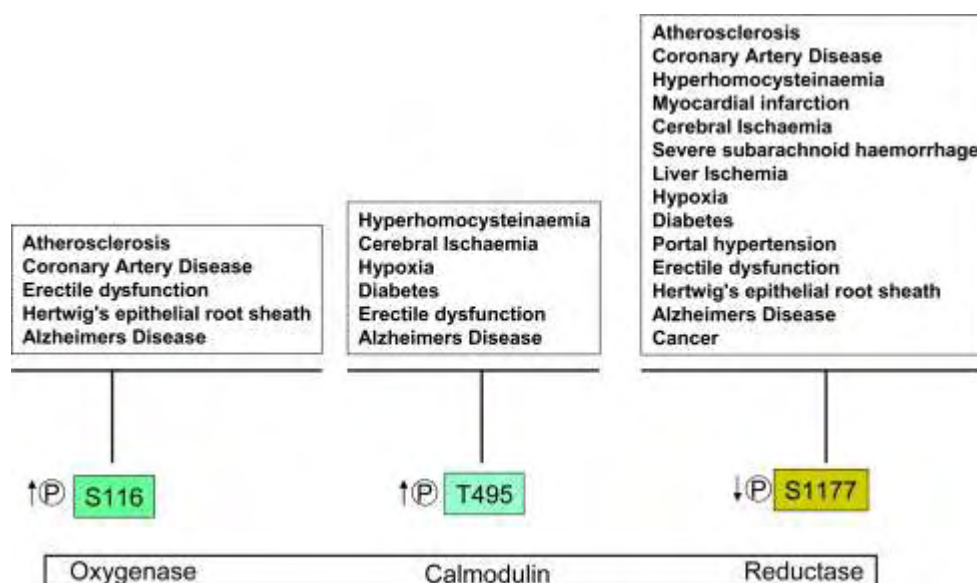 Atherosclerosis
Coronary Artery Disease
Erectile dysfunction
Hertwig's epithelial root sheath
Alzheimers Disease
Hyperhomocysteinaemia
Cerebral Ischaemia
Hypoxia
Diabetes
Erectile dysfunction
Alzheimers Disease
Atherosclerosis
Coronary Artery Disease
Hyperhomocysteinaemia
Myocardial infarction
Cerebral Ischaemia
Severe subarachnoid haemorrhage
Liver Ischemia
Hypoxia
Diabetes
Portal hypertension
Erectile dysfunction
Hertwig's epithelial root sheath
Alzheimers Disease
Cancer
↑Ⓟ S116
↑Ⓟ T495
↓Ⓟ S1177
Oxygenase Calmodulin Reductase